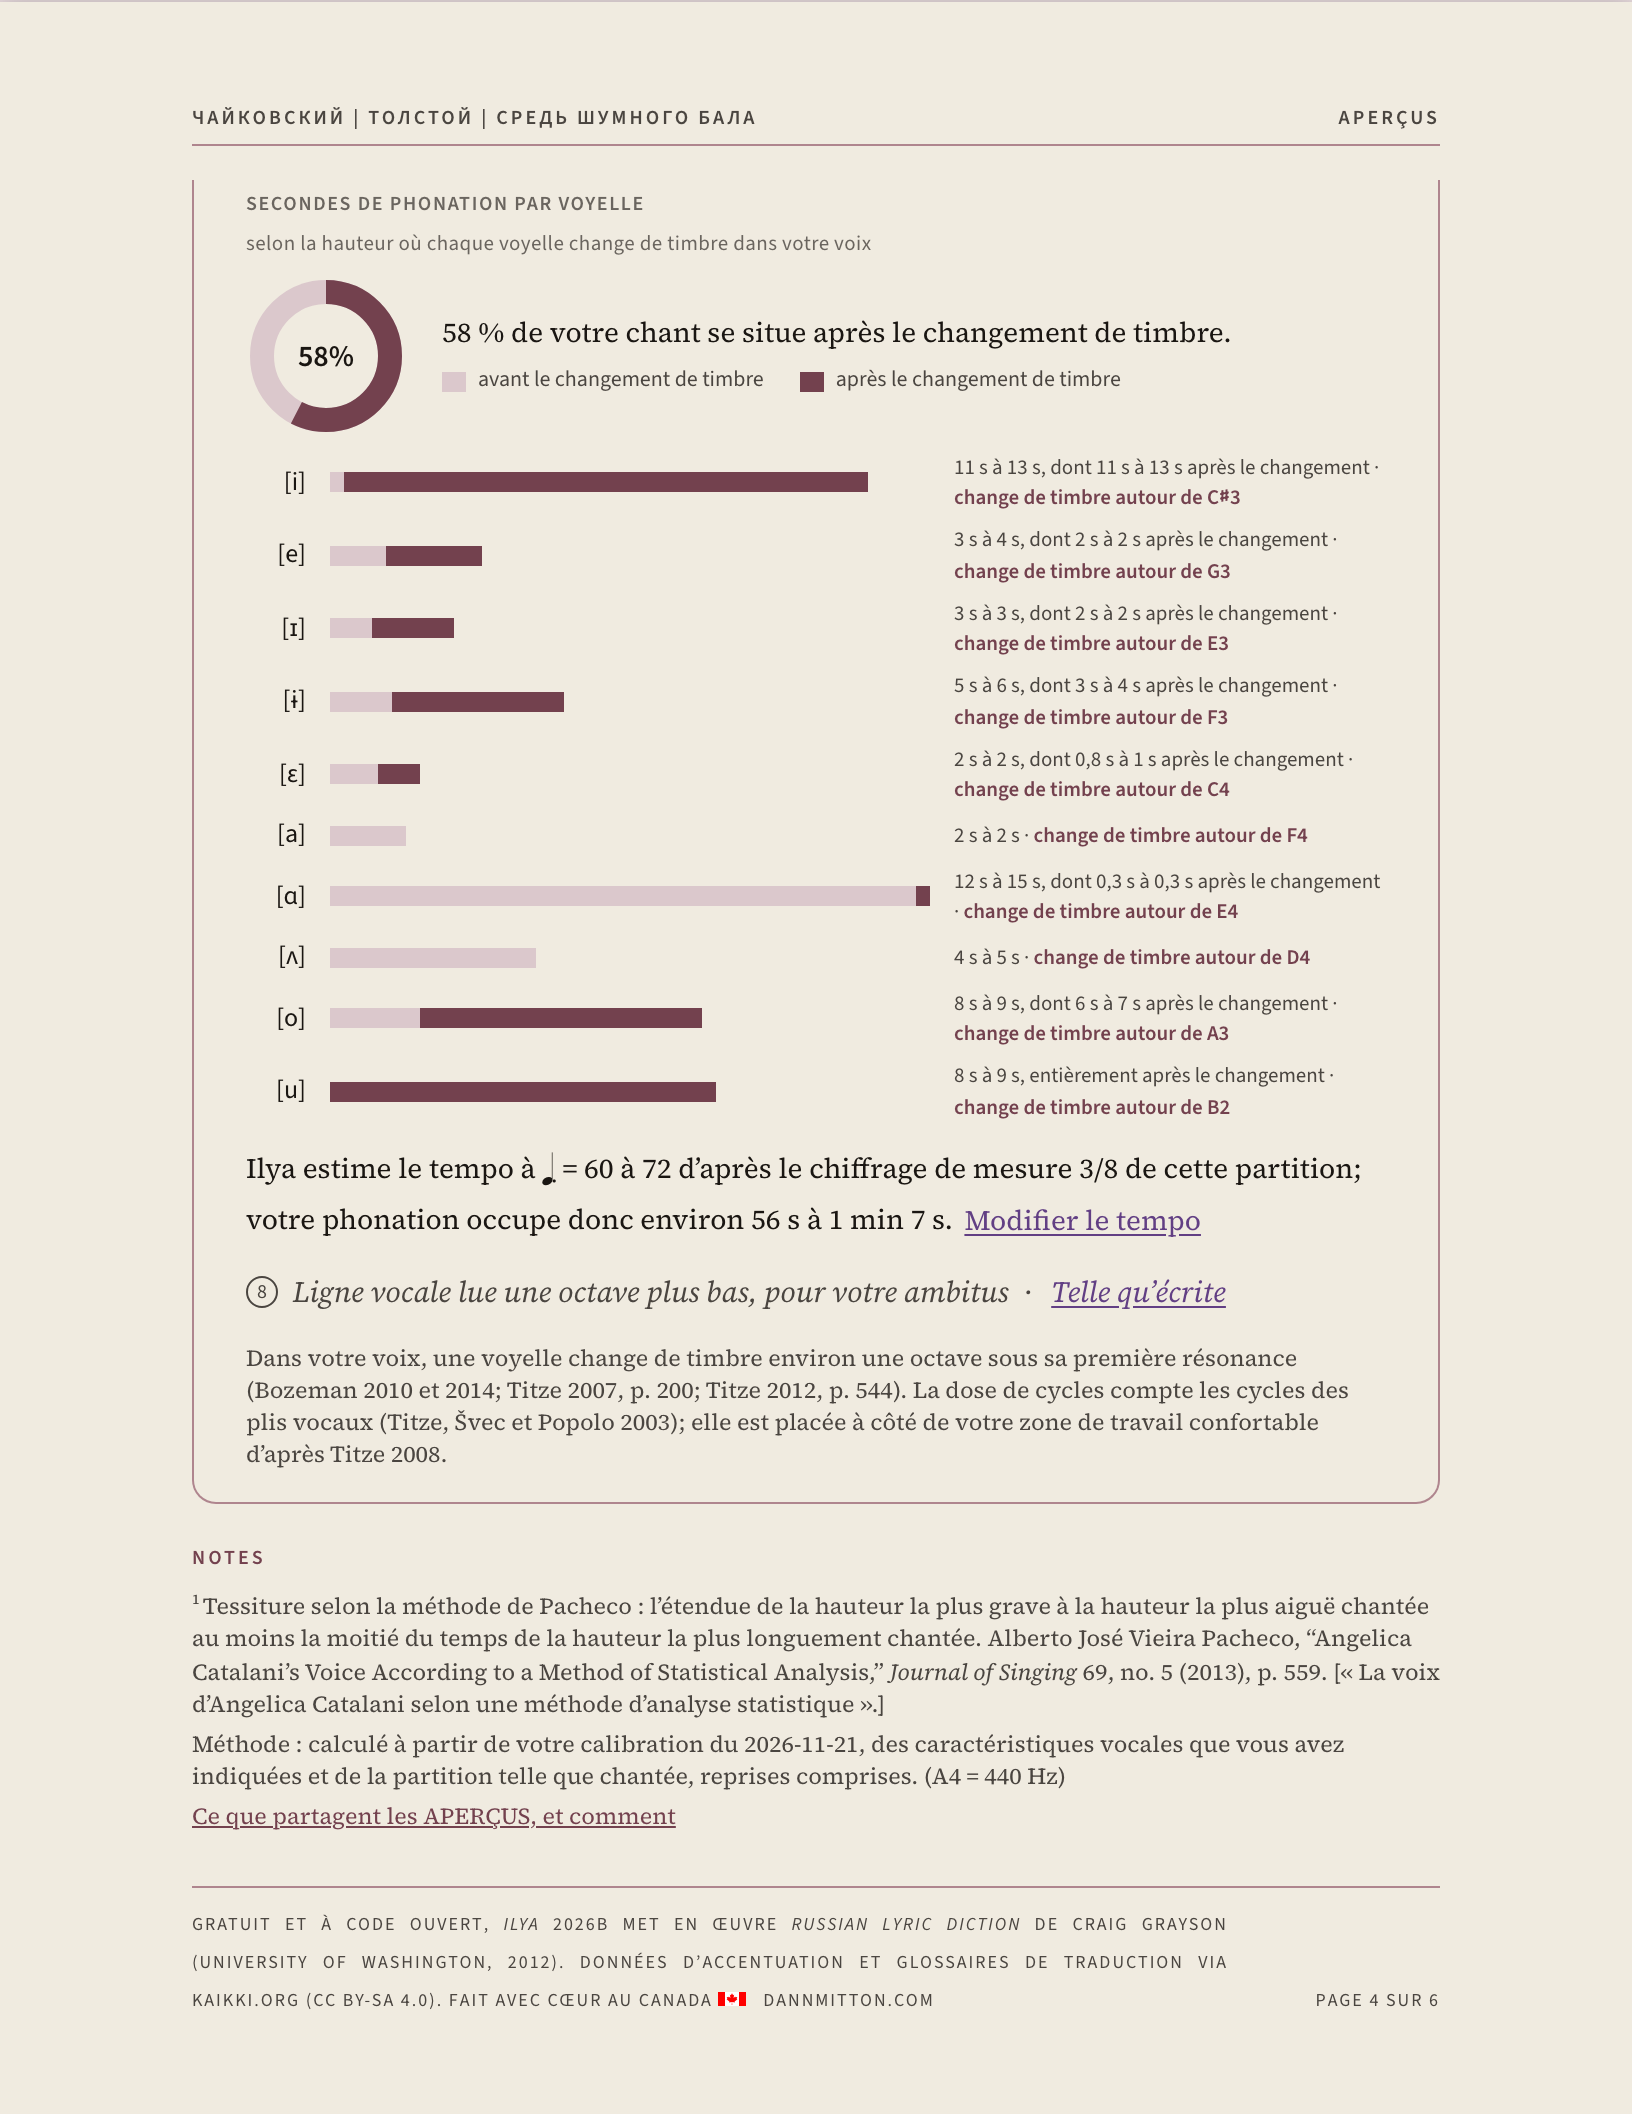 ЧАЙКОВСКИЙ | ТОЛСТОЙ | СРЕДЬ ШУМНОГО БАЛА
APERÇUS
SECONDES DE PHONATION PAR VOYELLE
selon la hauteur où chaque voyelle change de timbre dans votre voix
58%
58 % de votre chant se situe après le changement de timbre.
avant le changement de timbre
après le changement de timbre
[i]
11 s à 13 s, dont 11 s à 13 s après le changement ·
change de timbre autour de C♯3
[e]
3 s à 4 s, dont 2 s à 2 s après le changement ·
change de timbre autour de G3
[ɪ]
3 s à 3 s, dont 2 s à 2 s après le changement ·
change de timbre autour de E3
[ɨ]
5 s à 6 s, dont 3 s à 4 s après le changement ·
change de timbre autour de F3
[ɛ]
2 s à 2 s, dont 0,8 s à 1 s après le changement ·
change de timbre autour de C4
[a]
2 s à 2 s · change de timbre autour de F4
[ɑ]
12 s à 15 s, dont 0,3 s à 0,3 s après le changement
· change de timbre autour de E4
[ʌ]
4 s à 5 s · change de timbre autour de D4
[o]
8 s à 9 s, dont 6 s à 7 s après le changement ·
change de timbre autour de A3
[u]
8 s à 9 s, entièrement après le changement ·
change de timbre autour de B2
Ilya estime le tempo à ♩. = 60 à 72 d’après le chiffrage de mesure 3/8 de cette partition;
votre phonation occupe donc environ 56 s à 1 min 7 s. Modifier le tempo
8 Ligne vocale lue une octave plus bas, pour votre ambitus · Telle qu’écrite
Dans votre voix, une voyelle change de timbre environ une octave sous sa première résonance
(Bozeman 2010 et 2014; Titze 2007, p. 200; Titze 2012, p. 544). La dose de cycles compte les cycles des
plis vocaux (Titze, Švec et Popolo 2003); elle est placée à côté de votre zone de travail confortable
d’après Titze 2008.
NOTES
¹ Tessiture selon la méthode de Pacheco : l’étendue de la hauteur la plus grave à la hauteur la plus aiguë chantée
au moins la moitié du temps de la hauteur la plus longuement chantée. Alberto José Vieira Pacheco, “Angelica
Catalani’s Voice According to a Method of Statistical Analysis,” Journal of Singing 69, no. 5 (2013), p. 559. [« La voix
d’Angelica Catalani selon une méthode d’analyse statistique ».]
Méthode : calculé à partir de votre calibration du 2026-11-21, des caractéristiques vocales que vous avez
indiquées et de la partition telle que chantée, reprises comprises. (A4 = 440 Hz)
Ce que partagent les APERÇUS, et comment
GRATUIT ET À CODE OUVERT, ILYA 2026B MET EN ŒUVRE RUSSIAN LYRIC DICTION DE CRAIG GRAYSON
(UNIVERSITY OF WASHINGTON, 2012). DONNÉES D’ACCENTUATION ET GLOSSAIRES DE TRADUCTION VIA
KAIKKI.ORG (CC BY-SA 4.0). FAIT AVEC CŒUR AU CANADA 🇨🇦 DANNMITTON.COM
PAGE 4 SUR 6